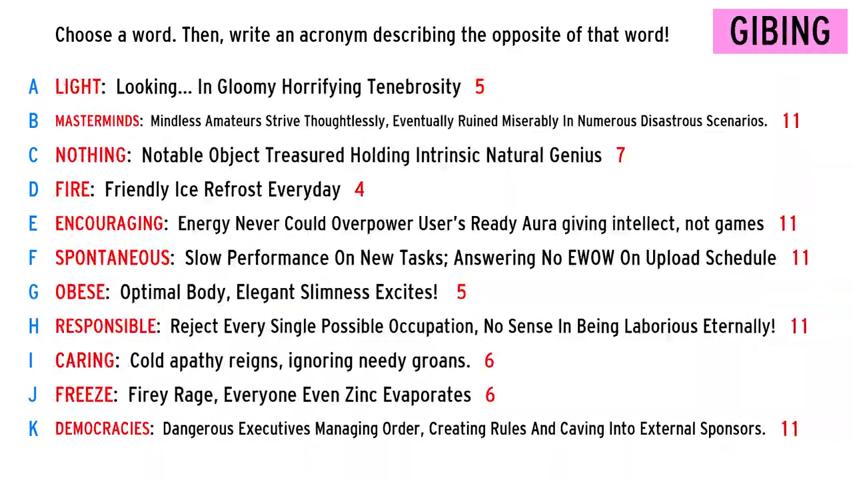 Choose a word. Then, write an acronym describing the opposite of that word!
GIBING
A LIGHT: Looking... In Gloomy Horrifying Tenebrosity 5
B MASTERMINDS: Mindless Amateurs Strive Thoughtlessly, Eventually Ruined Miserably In Numerous Disastrous Scenarios. 11
C NOTHING: Notable Object Treasured Holding Intrinsic Natural Genius 7
D FIRE: Friendly Ice Refrost Everyday 4
E ENCOURAGING: Energy Never Could Overpower User's Ready Aura giving intellect, not games 11
F SPONTANEOUS: Slow Performance On New Tasks; Answering No EWOW On Upload Schedule 11
G OBESE: Optimal Body, Elegant Slimness Excites! 5
H RESPONSIBLE: Reject Every Single Possible Occupation, No Sense In Being Laborious Eternally! 11
I CARING: Cold apathy reigns, ignoring needy groans. 6
J FREEZE: Firey Rage, Everyone Even Zinc Evaporates 6
K DEMOCRACIES: Dangerous Executives Managing Order, Creating Rules And Caving Into External Sponsors. 11